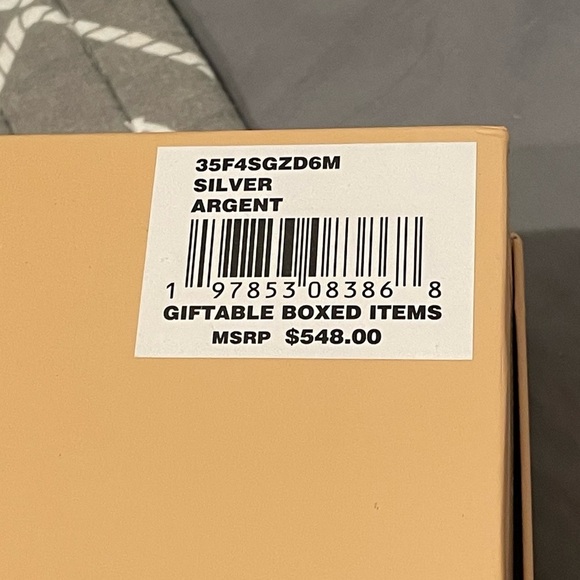 35F4SGZD6M
SILVER
ARGENT
1 97853 08386 8
GIFTABLE BOXED ITEMS
MSRP $548.00